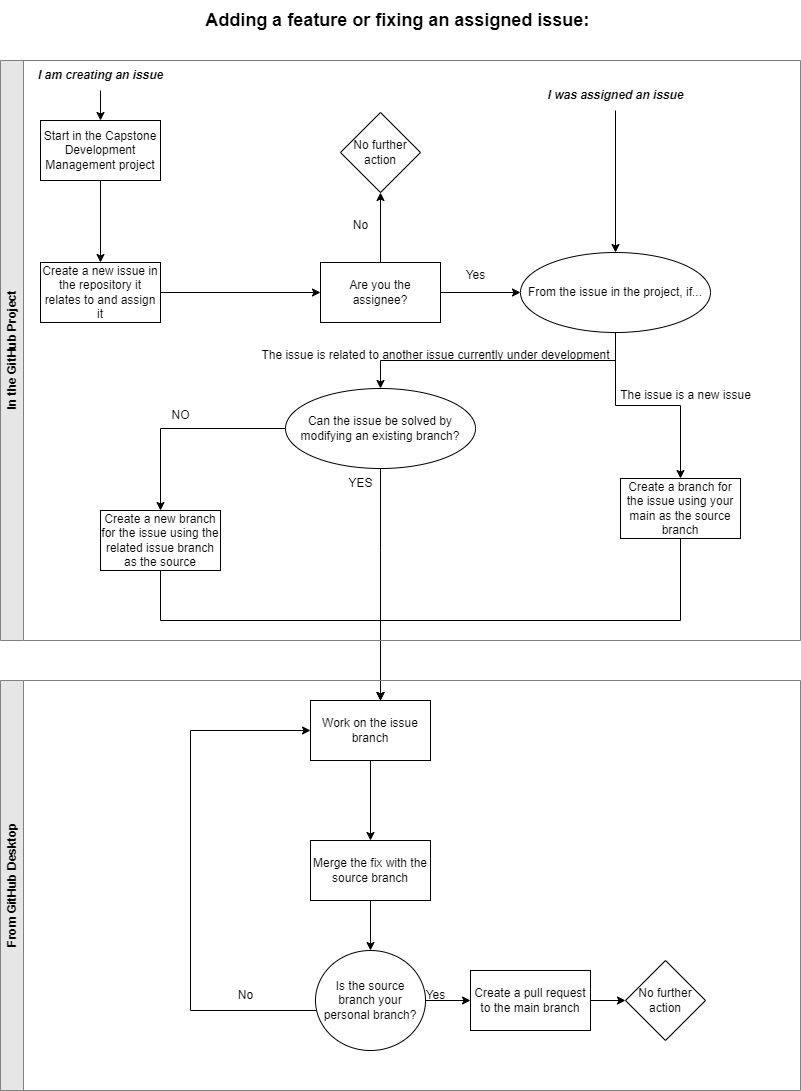 Adding a feature or fixing an assigned issue:
In the GitHub Project
I am creating an issue
I was assigned an issue
Start in the Capstone
Development
Management project
No further
action
No
Create a new issue in
the repository it
relates to and assign
it
Are you the
assignee?
Yes
From the issue in the project, if...
The issue is related to another issue currently under development
The issue is a new issue
NO
Can the issue be solved by
modifying an existing branch?
YES
Create a new branch
for the issue using the
related issue branch
as the source
Create a branch for
the issue using your
main as the source
branch
From GitHub Desktop
Work on the issue
branch
Merge the fix with the
source branch
No
Is the source
branch your
personal branch?
Yes
Create a pull request
to the main branch
No further
action